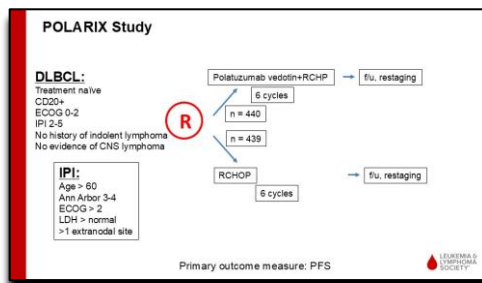 POLARIX Study
DLBCL:
Treatment naïve
CD20+
ECOG 0-2
IPI 2-5
No history of indolent lymphoma
No evidence of CNS lymphoma
IPI:
Age > 60
Ann Arbor 3-4
ECOG > 2
LDH > normal
>1 extranodal site
R
Polatuzumab vedotin+RCHP
6 cycles
n = 440
f/u, restaging
n = 439
RCHOP
6 cycles
f/u, restaging
Primary outcome measure: PFS
LEUKEMIA &
LYMPHOMA
SOCIETY